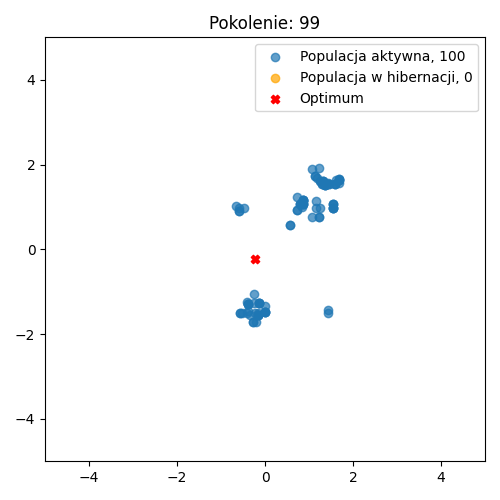 Pokolenie: 99
Populacja aktywna, 100
Populacja w hibernacji, 0
Optimum
4
2
0
−2
−4
−4 −2 0 2 4